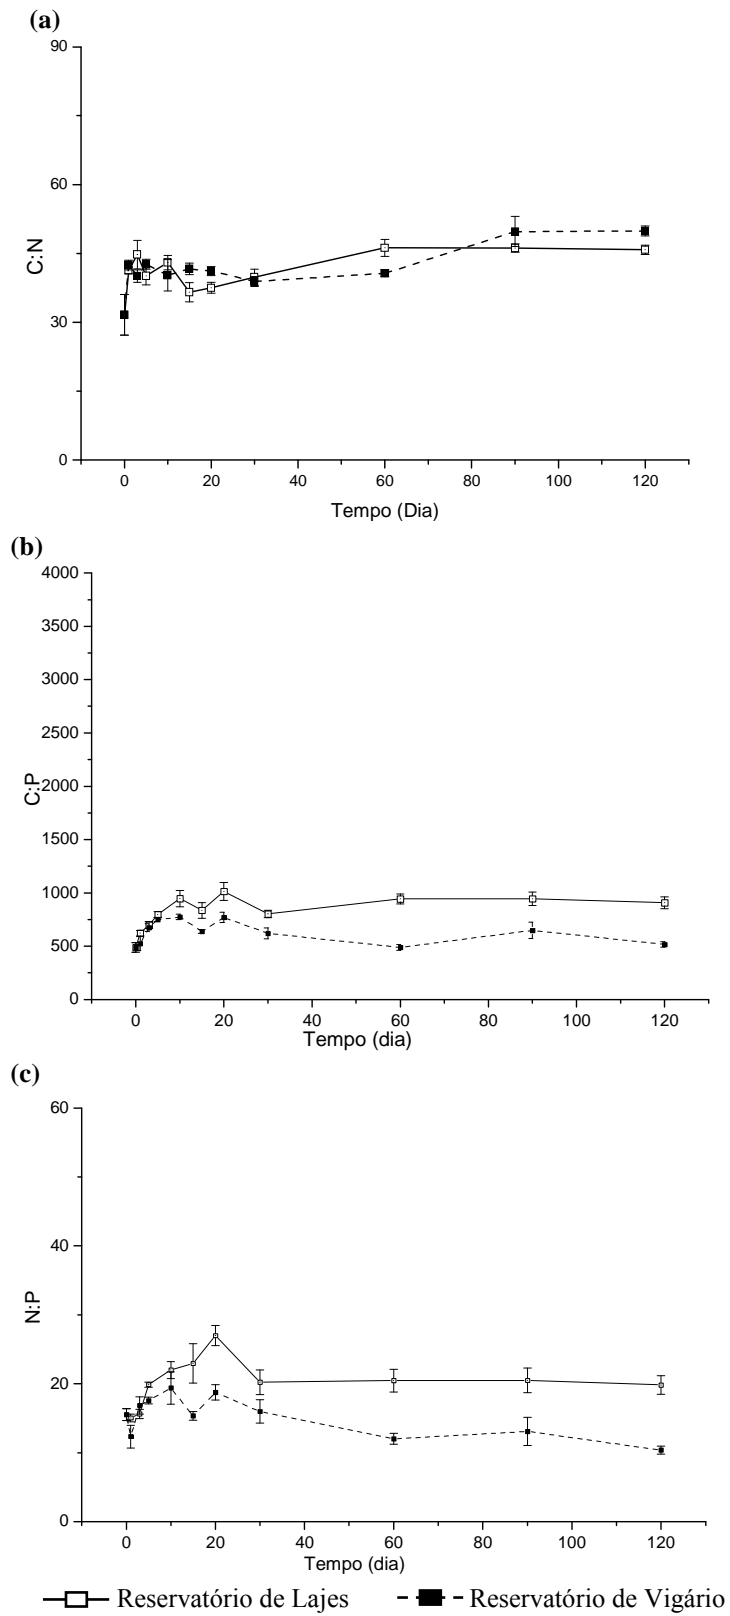 (a)
90
60
30
0
C:N
0 20 40 60 80 100 120
Tempo (Dia)
(b)
4000
3500
3000
2500
2000
1500
1000
500
0
C:P
0 20 40 60 80 100 120
Tempo (dia)
(c)
60
40
20
0
N:P
0 20 40 60 80 100 120
Tempo (dia)
Reservatório de Lajes Reservatório de Vigário